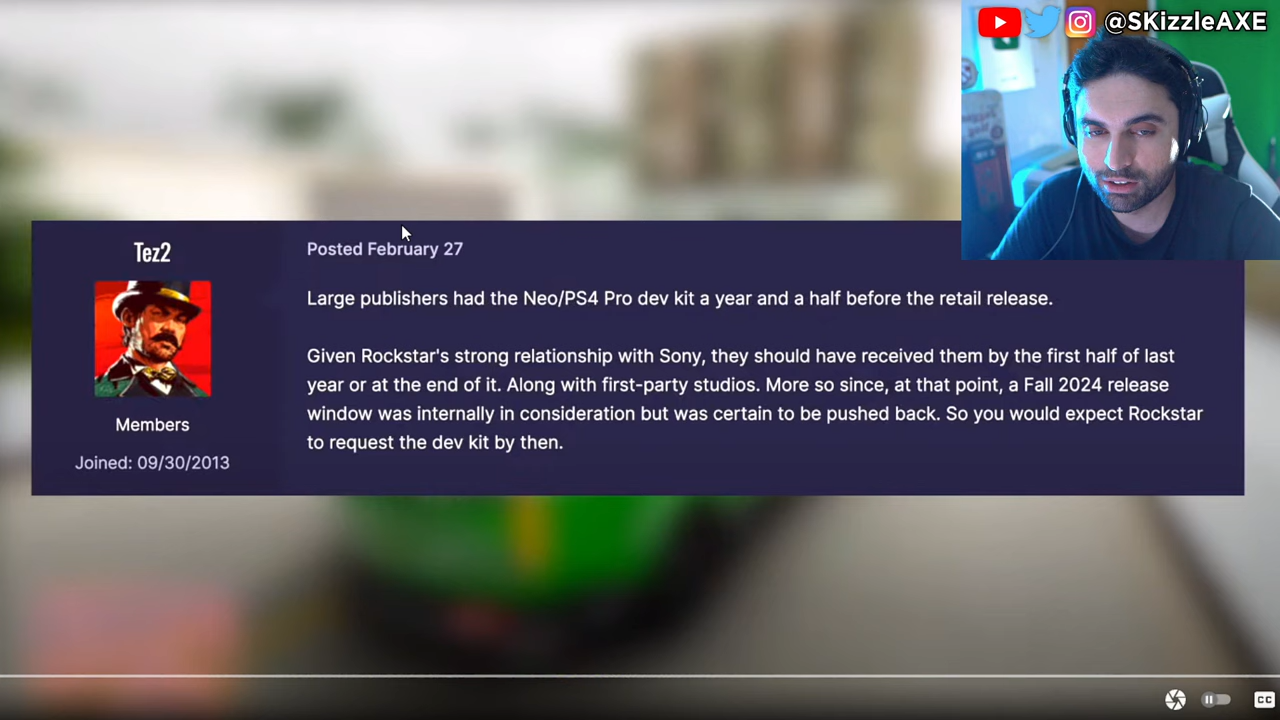 @SKizzleAXE
Tez2
Members
Joined: 09/30/2013
Posted February 27
Large publishers had the Neo/PS4 Pro dev kit a year and a half before the retail release.
Given Rockstar's strong relationship with Sony, they should have received them by the first half of last
year or at the end of it. Along with first-party studios. More so since, at that point, a Fall 2024 release
window was internally in consideration but was certain to be pushed back. So you would expect Rockstar
to request the dev kit by then.
CC